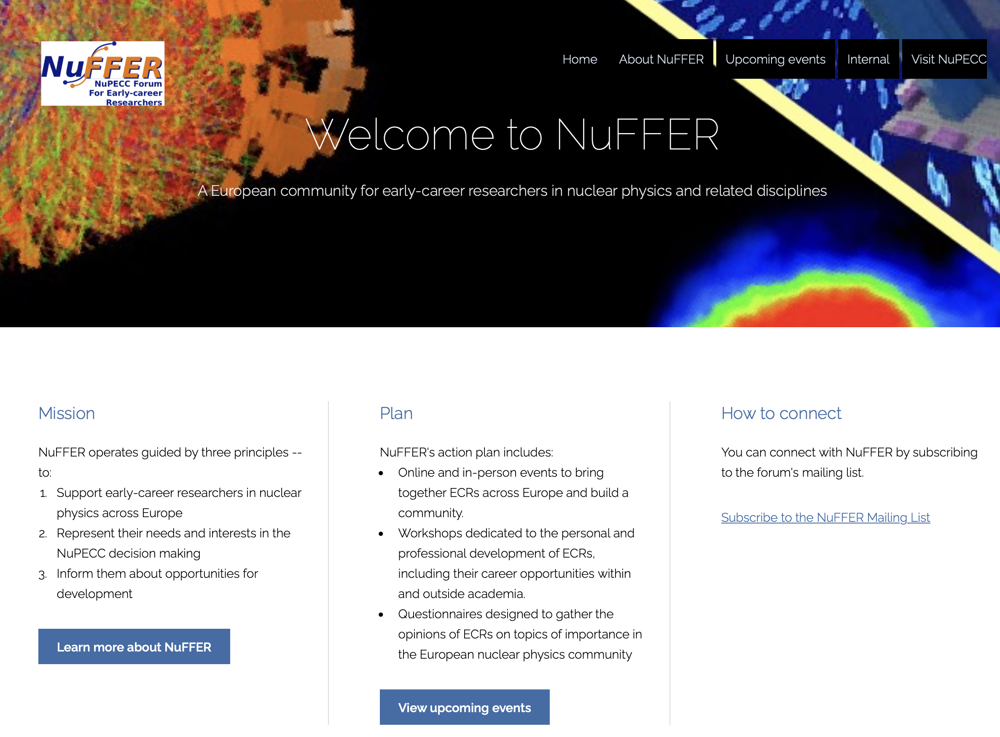 NuFFER
NuPECC Forum
For Early-career
Researchers
Home
About NuFFER
Upcoming events
Internal
Visit NuPECC
Welcome to NuFFER
A European community for early-career researchers in nuclear physics and related disciplines
Mission
NuFFER operates guided by three principles --
to:
1. Support early-career researchers in nuclear
physics across Europe
2. Represent their needs and interests in the
NuPECC decision making
3. Inform them about opportunities for
development
Learn more about NuFFER
Plan
NuFFER's action plan includes:
• Online and in-person events to bring
together ECRs across Europe and build a
community.
• Workshops dedicated to the personal and
professional development of ECRs,
including their career opportunities within
and outside academia.
• Questionnaires designed to gather the
opinions of ECRs on topics of importance in
the European nuclear physics community
View upcoming events
How to connect
You can connect with NuFFER by subscribing
to the forum's mailing list.
Subscribe to the NuFFER Mailing List